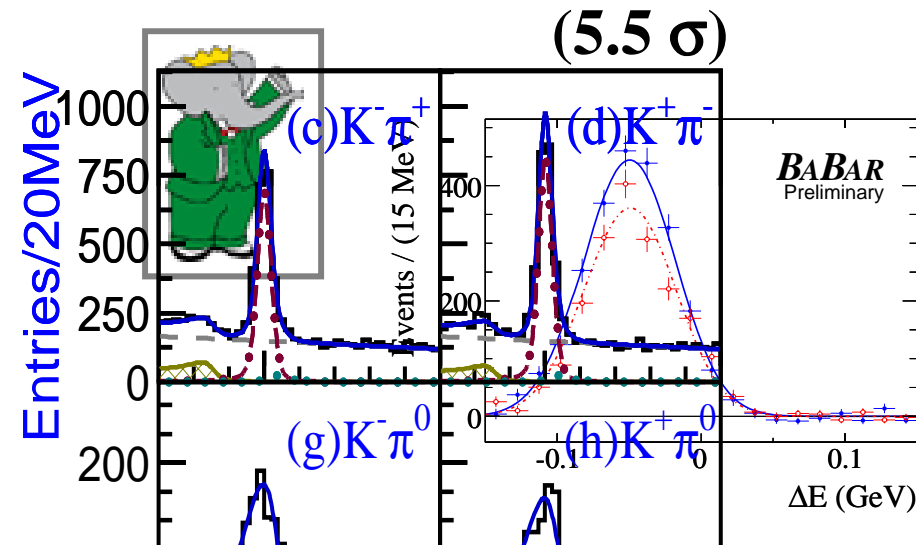 (5.5 σ)
Entries/20MeV
1000
750
500
250
0
200
(c)K⁻π⁺
(d)K⁺π⁻
(g)K⁻π⁰
(h)K⁺π⁰
vents / (15 MeV)
400
200
0
-0.1
0
0.1
ΔE (GeV)
BABAR
Preliminary